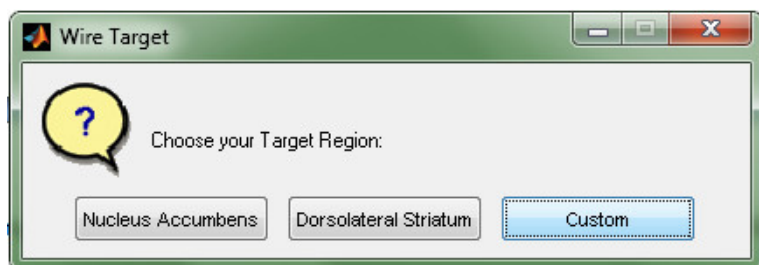 Wire Target
?
Choose your Target Region:
Nucleus Accumbens Dorsolateral Striatum Custom